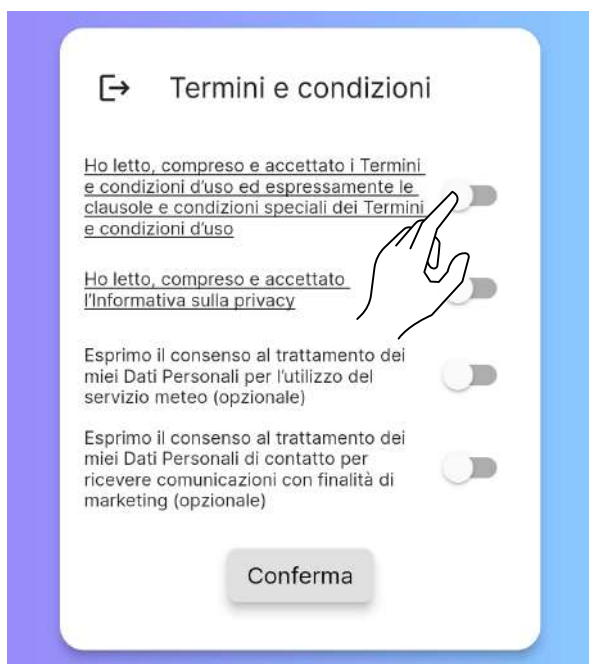 Termini e condizioni
Ho letto, compreso e accettato i Termini
e condizioni d'uso ed espressamente le
clausole e condizioni speciali dei Termini
e condizioni d'uso
Ho letto, compreso e accettato
l'Informativa sulla privacy
Esprimo il consenso al trattamento dei
miei Dati Personali per l'utilizzo del
servizio meteo (opzionale)
Esprimo il consenso al trattamento dei
miei Dati Personali di contatto per
ricevere comunicazioni con finalità di
marketing (opzionale)
Conferma